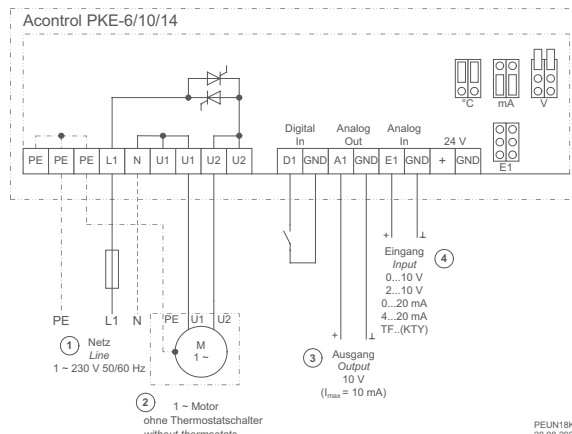 Acontrol PKE-6/10/14
°C mA V
Digital In
Analog Out
Analog In
24 V
E1
PE PE PE L1 N U1 U1 U2 U2
D1 GND A1 GND E1 GND + GND
+ ⊥
Eingang
Input
0...10 V
2...10 V
0...20 mA
4...20 mA
TF..(KTY)
4
PE L1 N
PE U1 U2
M
1 ~
1 Netz
Line
1 ~ 230 V 50/60 Hz
+ ⊥
3 Ausgang
Output
10 V
(Imax = 10 mA)
2 1 ~ Motor
ohne Thermostatschalter
without thermostats
PEUN18K